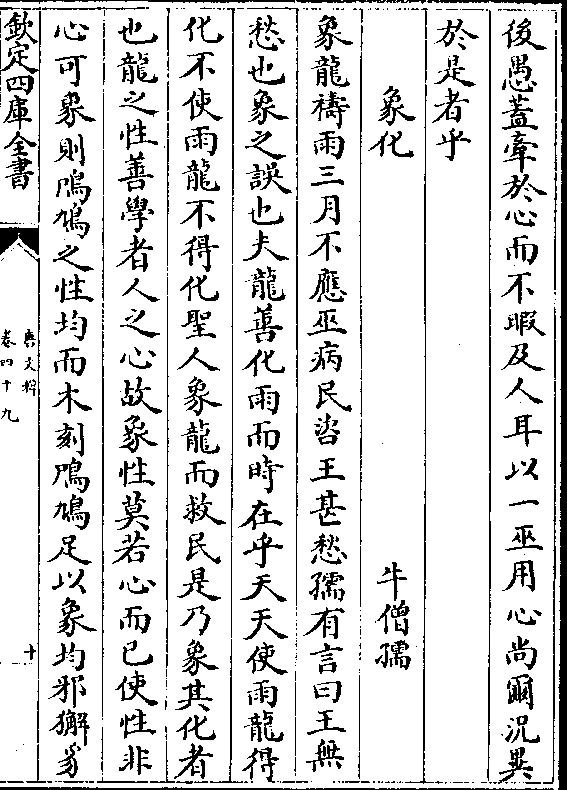 後愚蓋牽於心而不暇及人耳以一巫用心尚爾況異
於是者乎
象化
牛僧孺
象龍禱雨三月不應巫病民咨王甚愁孺有言曰王無
愁也象之誤也夫龍善化雨而時在乎天天使雨龍得
化不使雨龍不得化聖人象龍而救民是乃象其化者
也龍之性善學者人之心故象性莫若心而已使性非
心可象則鳲鳩之性均而木刻鳲鳩足以象均邪獬豸
欽定四庫全書
唐文粹
卷四十九
十